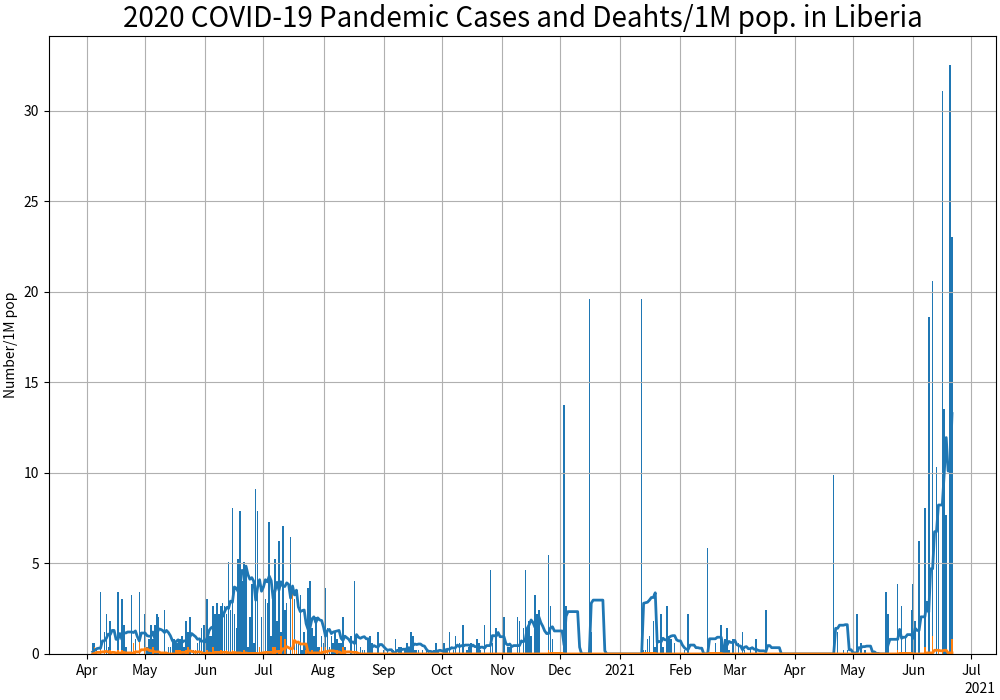 2020 COVID-19 Pandemic Cases and Deahts/1M pop. in Liberia
Number/1M pop
30
25
20
15
10
5
0
Apr May Jun Jul Aug Sep Oct Nov Dec 2021 Feb Mar Apr May Jun Jul
2021